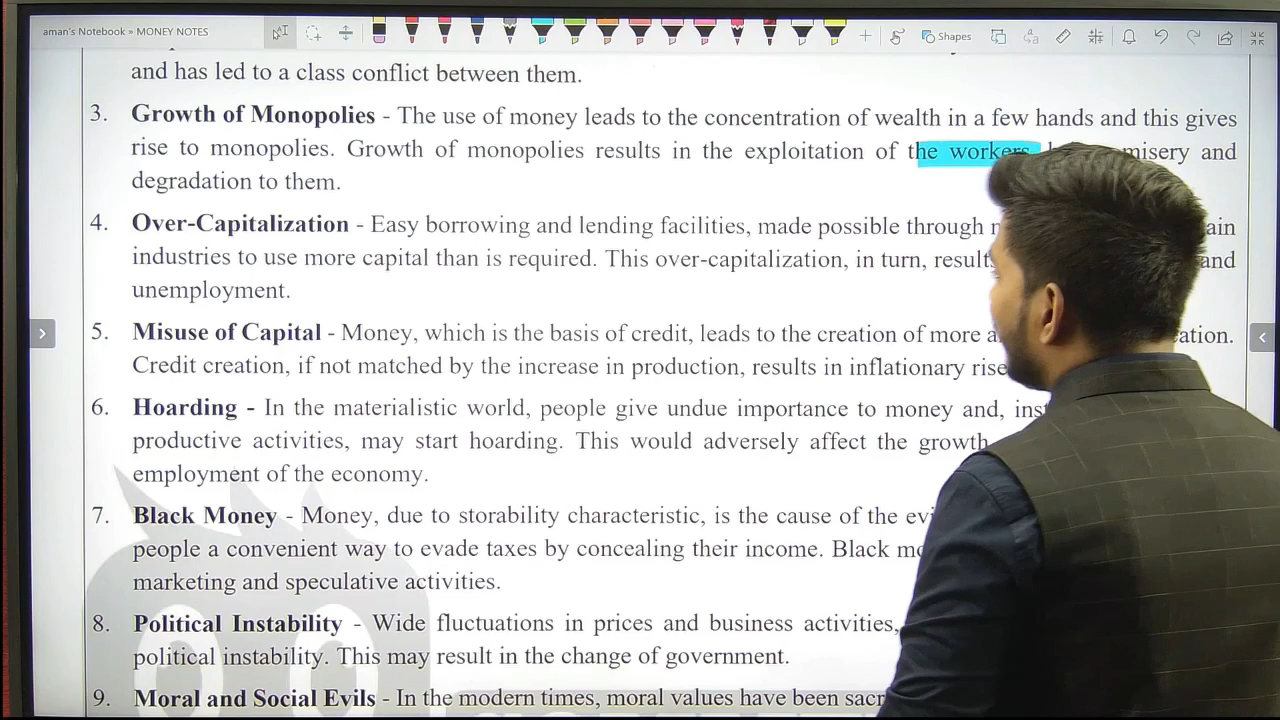 aman's Notebook » MONEY NOTES
Shapes
and has led to a class conflict between them.
3. Growth of Monopolies - The use of money leads to the concentration of wealth in a few hands and this gives
rise to monopolies. Growth of monopolies results in the exploitation of the workers misery and
degradation to them.
4. Over-Capitalization - Easy borrowing and lending facilities, made possible through
industries to use more capital than is required. This over-capitalization, in turn, results and
unemployment.
5. Misuse of Capital - Money, which is the basis of credit, leads to the creation of more
Credit creation, if not matched by the increase in production, results in inflationary rise
6. Hoarding - In the materialistic world, people give undue importance to money and,
productive activities, may start hoarding. This would adversely affect the growth
employment of the economy.
7. Black Money - Money, due to storability characteristic, is the cause of the
people a convenient way to evade taxes by concealing their income. Black
marketing and speculative activities.
8. Political Instability - Wide fluctuations in prices and business activities,
political instability. This may result in the change of government.
9. Moral and Social Evils - In the modern times, moral values have been